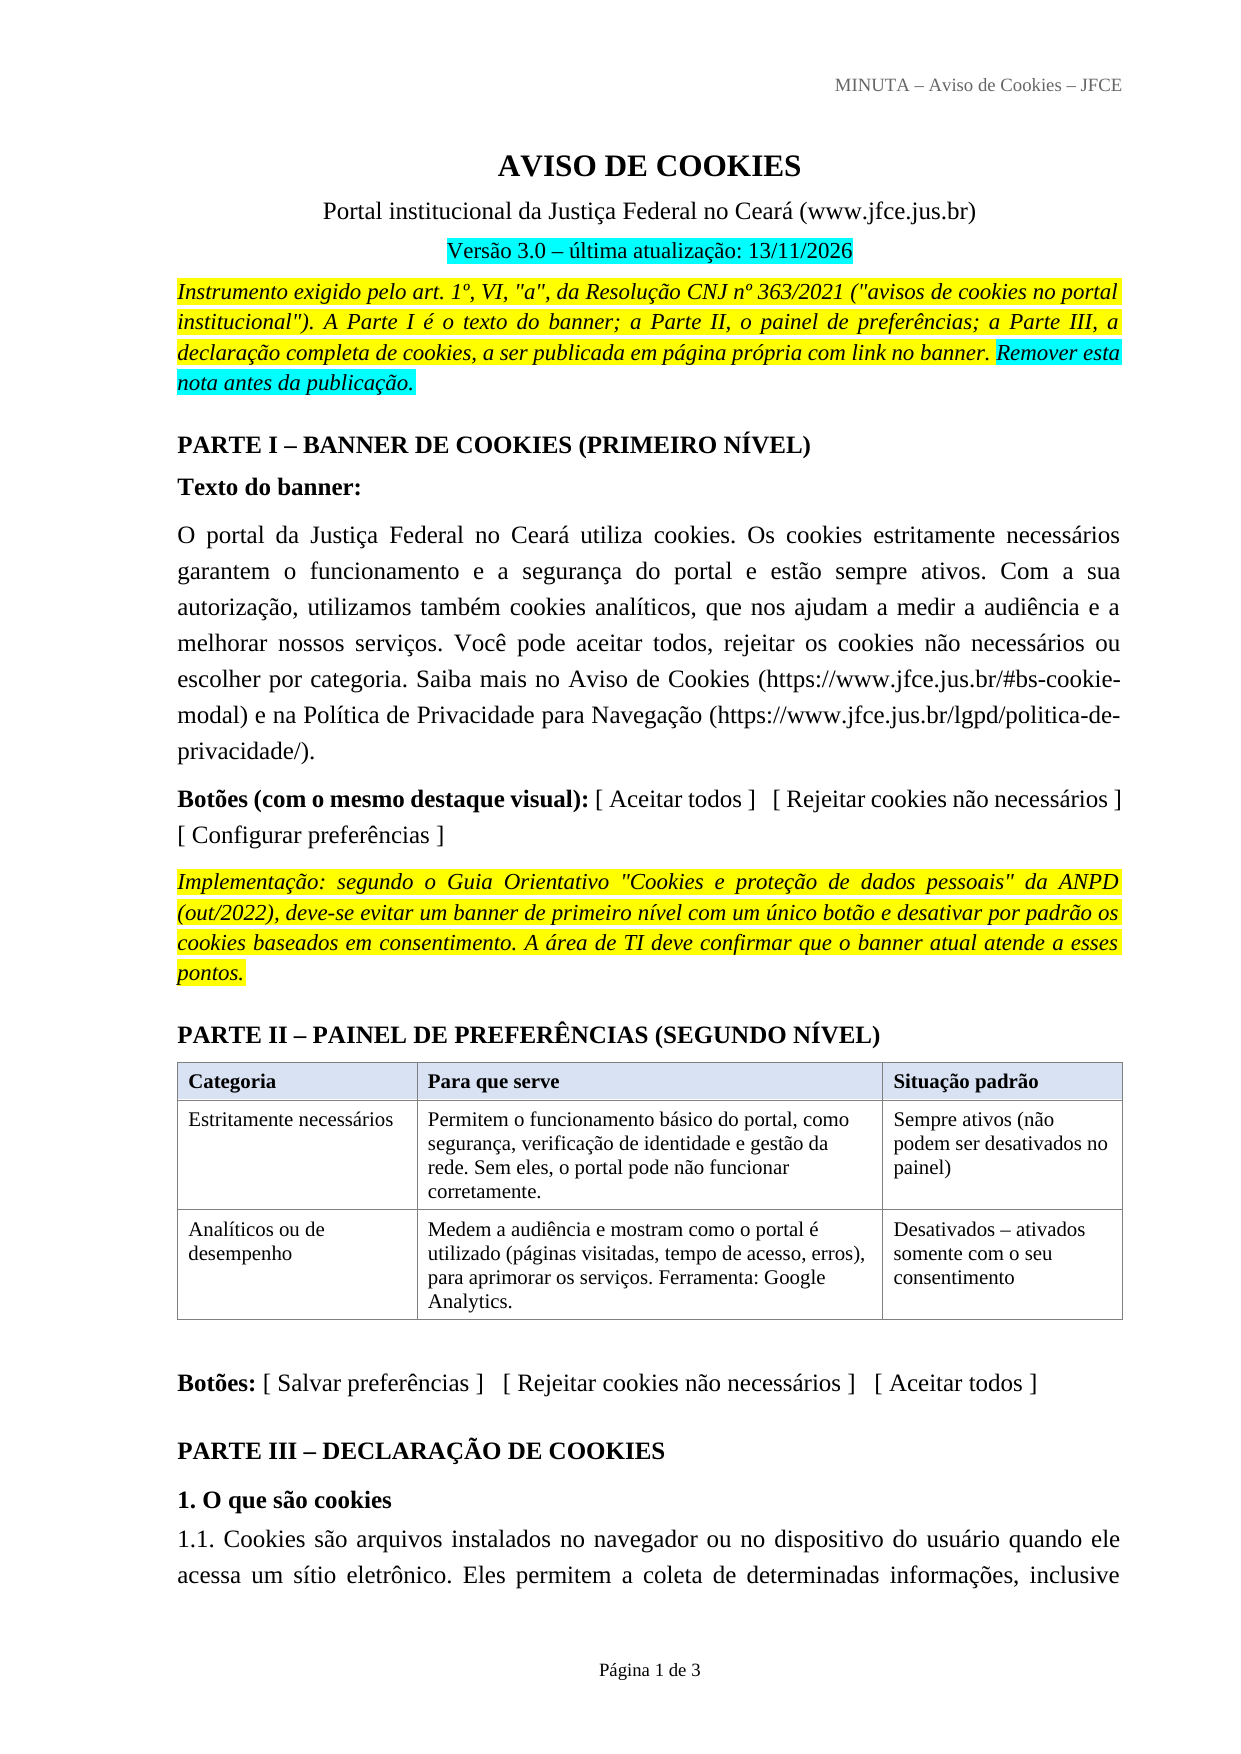 MINUTA – Aviso de Cookies – JFCE
AVISO DE COOKIES
Portal institucional da Justiça Federal no Ceará (www.jfce.jus.br)
Versão 3.0 – última atualização: 13/11/2026
Instrumento exigido pelo art. 1º, VI, "a", da Resolução CNJ nº 363/2021 ("avisos de cookies no portal
institucional"). A Parte I é o texto do banner; a Parte II, o painel de preferências; a Parte III, a
declaração completa de cookies, a ser publicada em página própria com link no banner. Remover esta
nota antes da publicação.
PARTE I – BANNER DE COOKIES (PRIMEIRO NÍVEL)
Texto do banner:
O portal da Justiça Federal no Ceará utiliza cookies. Os cookies estritamente necessários
garantem o funcionamento e a segurança do portal e estão sempre ativos. Com a sua
autorização, utilizamos também cookies analíticos, que nos ajudam a medir a audiência e a
melhorar nossos serviços. Você pode aceitar todos, rejeitar os cookies não necessários ou
escolher por categoria. Saiba mais no Aviso de Cookies (https://www.jfce.jus.br/#bs-cookie-
modal) e na Política de Privacidade para Navegação (https://www.jfce.jus.br/lgpd/politica-de-
privacidade/).
Botões (com o mesmo destaque visual): [ Aceitar todos ]   [ Rejeitar cookies não necessários ]
[ Configurar preferências ]
Implementação: segundo o Guia Orientativo "Cookies e proteção de dados pessoais" da ANPD
(out/2022), deve-se evitar um banner de primeiro nível com um único botão e desativar por padrão os
cookies baseados em consentimento. A área de TI deve confirmar que o banner atual atende a esses
pontos.
PARTE II – PAINEL DE PREFERÊNCIAS (SEGUNDO NÍVEL)
Categoria
Para que serve
Situação padrão
Estritamente necessários
Permitem o funcionamento básico do portal, como
segurança, verificação de identidade e gestão da
rede. Sem eles, o portal pode não funcionar
corretamente.
Sempre ativos (não
podem ser desativados no
painel)
Analíticos ou de
desempenho
Medem a audiência e mostram como o portal é
utilizado (páginas visitadas, tempo de acesso, erros),
para aprimorar os serviços. Ferramenta: Google
Analytics.
Desativados – ativados
somente com o seu
consentimento
Botões: [ Salvar preferências ]   [ Rejeitar cookies não necessários ]   [ Aceitar todos ]
PARTE III – DECLARAÇÃO DE COOKIES
1. O que são cookies
1.1. Cookies são arquivos instalados no navegador ou no dispositivo do usuário quando ele
acessa um sítio eletrônico. Eles permitem a coleta de determinadas informações, inclusive
Página 1 de 3